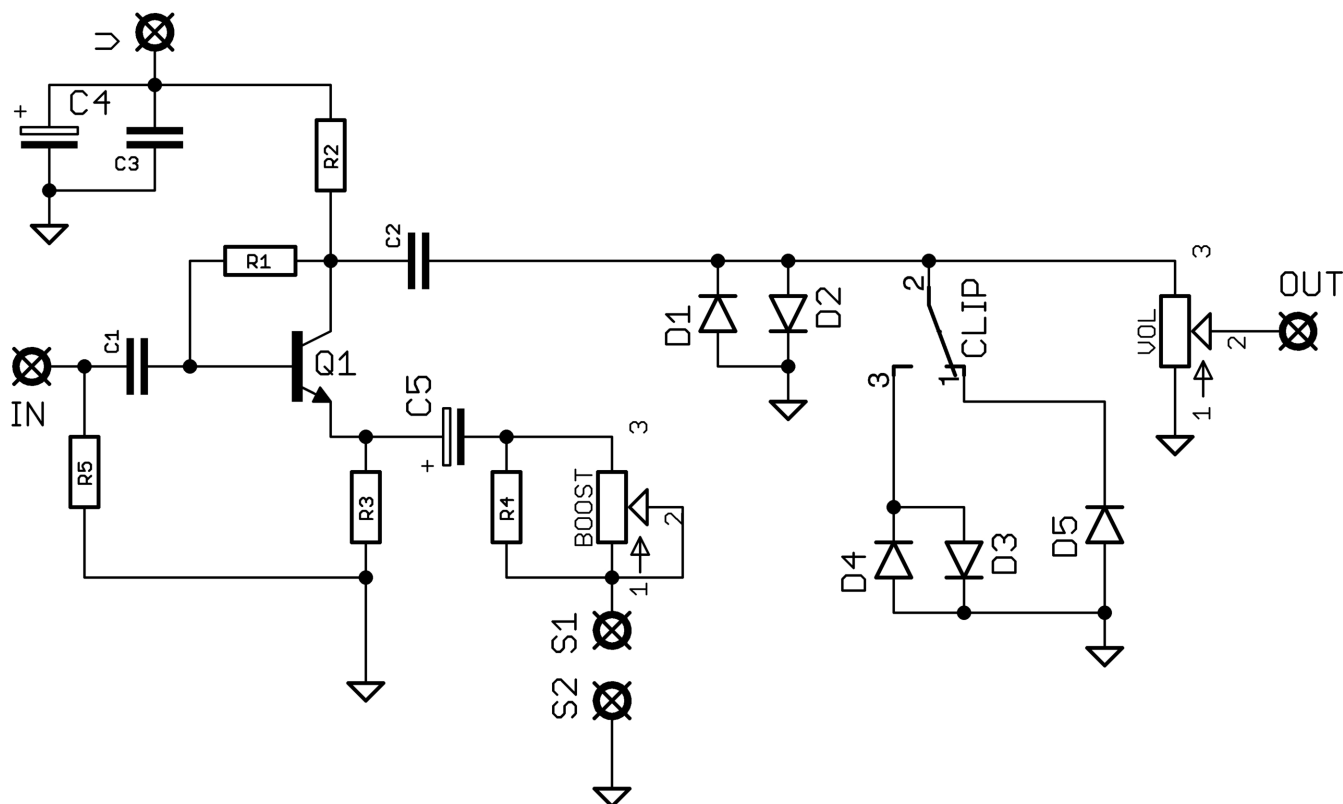 V
+
C4
C3
R2
C2
R1
C1
Q1
IN
R5
C5
+
R3
R4
3
BOOST
2
1
S1
S2
D1
D2
2
CLIP
3
1
D4
D3
D5
3
VOL
2
1
OUT